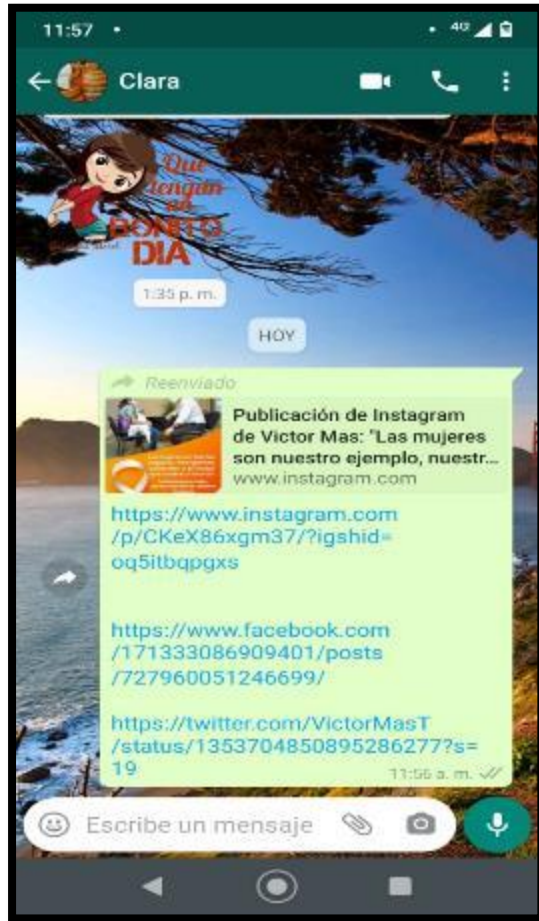 11:57
4G
Clara
Que
tengan
un
BONITO
DIA
1:35 p. m.
HOY
Reenviado
Publicación de Instagram
de Victor Mas: "Las mujeres
son nuestro ejemplo, nuestr...
www.instagram.com
https://www.instagram.com
/p/CKeX86xgm37/?igshid=
oq5itbqpgxs
https://www.facebook.com
/171333086909401/posts
/727960051246699/
https://twitter.com/VictorMasT
/status/1353704850895286277?s=
19
11:56 a. m.
Escribe un mensaje